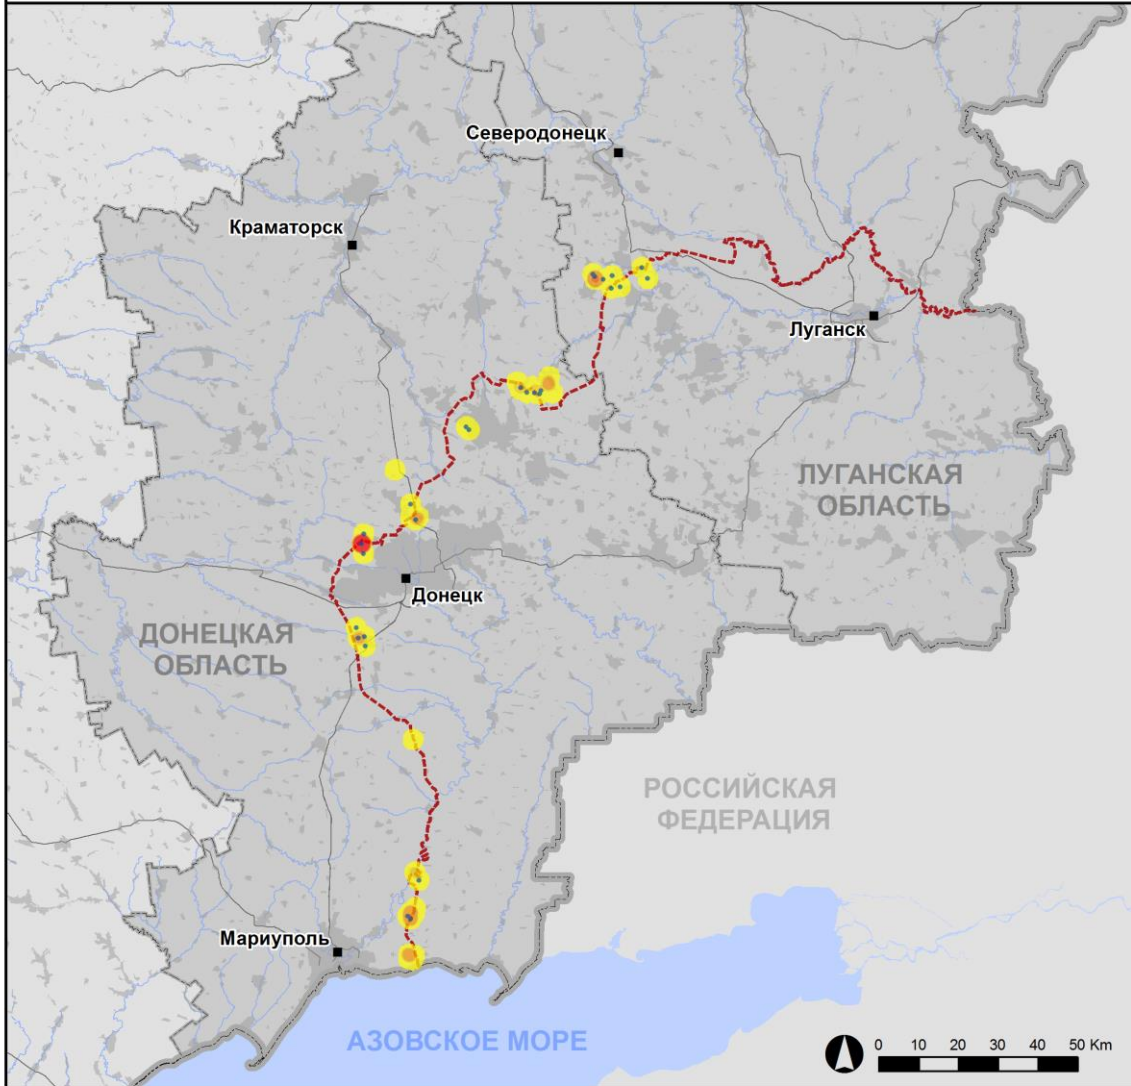 Северодонецк
Краматорск
Луганск
ЛУГАНСКАЯ
ОБЛАСТЬ
Донецк
ДОНЕЦКАЯ
ОБЛАСТЬ
РОССИЙСКАЯ
ФЕДЕРАЦИЯ
Мариуполь
АЗОВСКОЕ МОРЕ
0 10 20 30 40 50 Km